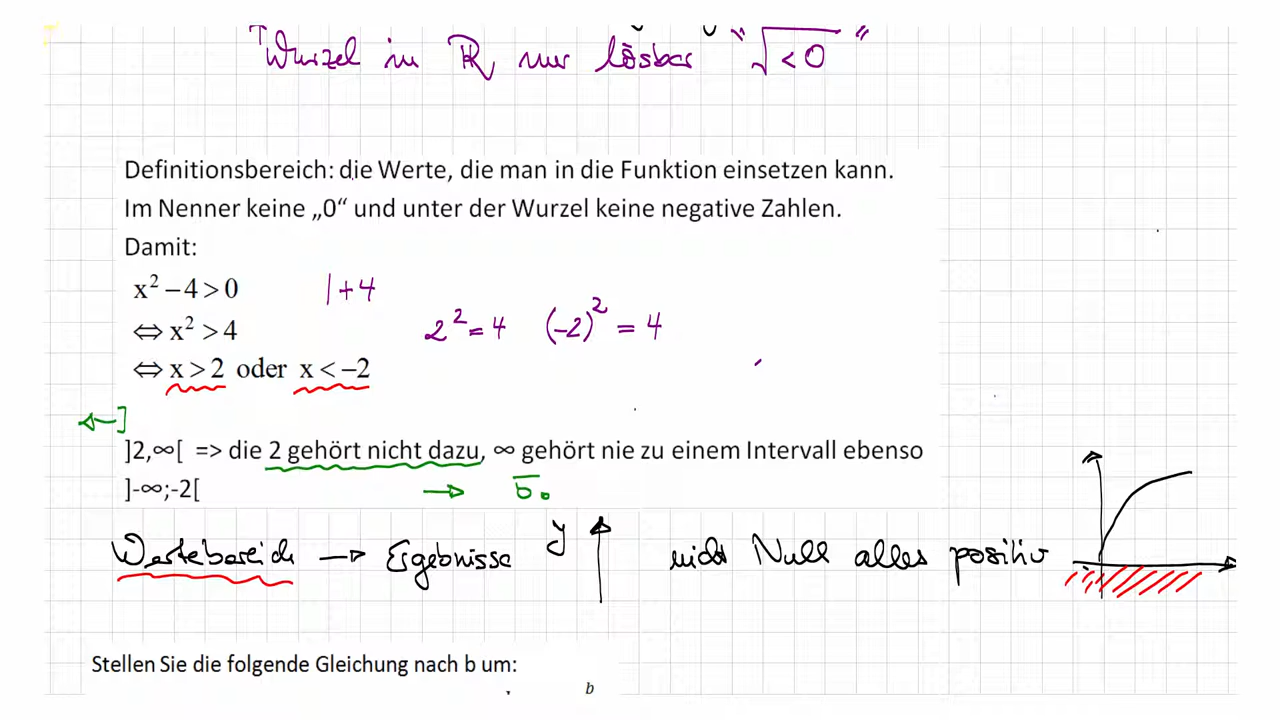 Wurzel in ℝ nur lösbar "√<0"
Definitionsbereich: die Werte, die man in die Funktion einsetzen kann.
Im Nenner keine „0“ und unter der Wurzel keine negative Zahlen.
Damit:
x² − 4 > 0 |+4
⇔ x² > 4 2² = 4 (-2)² = 4
⇔ x > 2 oder x < −2
←]
]2,∞[ => die 2 gehört nicht dazu, ∞ gehört nie zu einem Intervall ebenso
]-∞;-2[ →
Wertebereich → Ergebnisse y nicht Null alles positiv
Stellen Sie die folgende Gleichung nach b um:
b